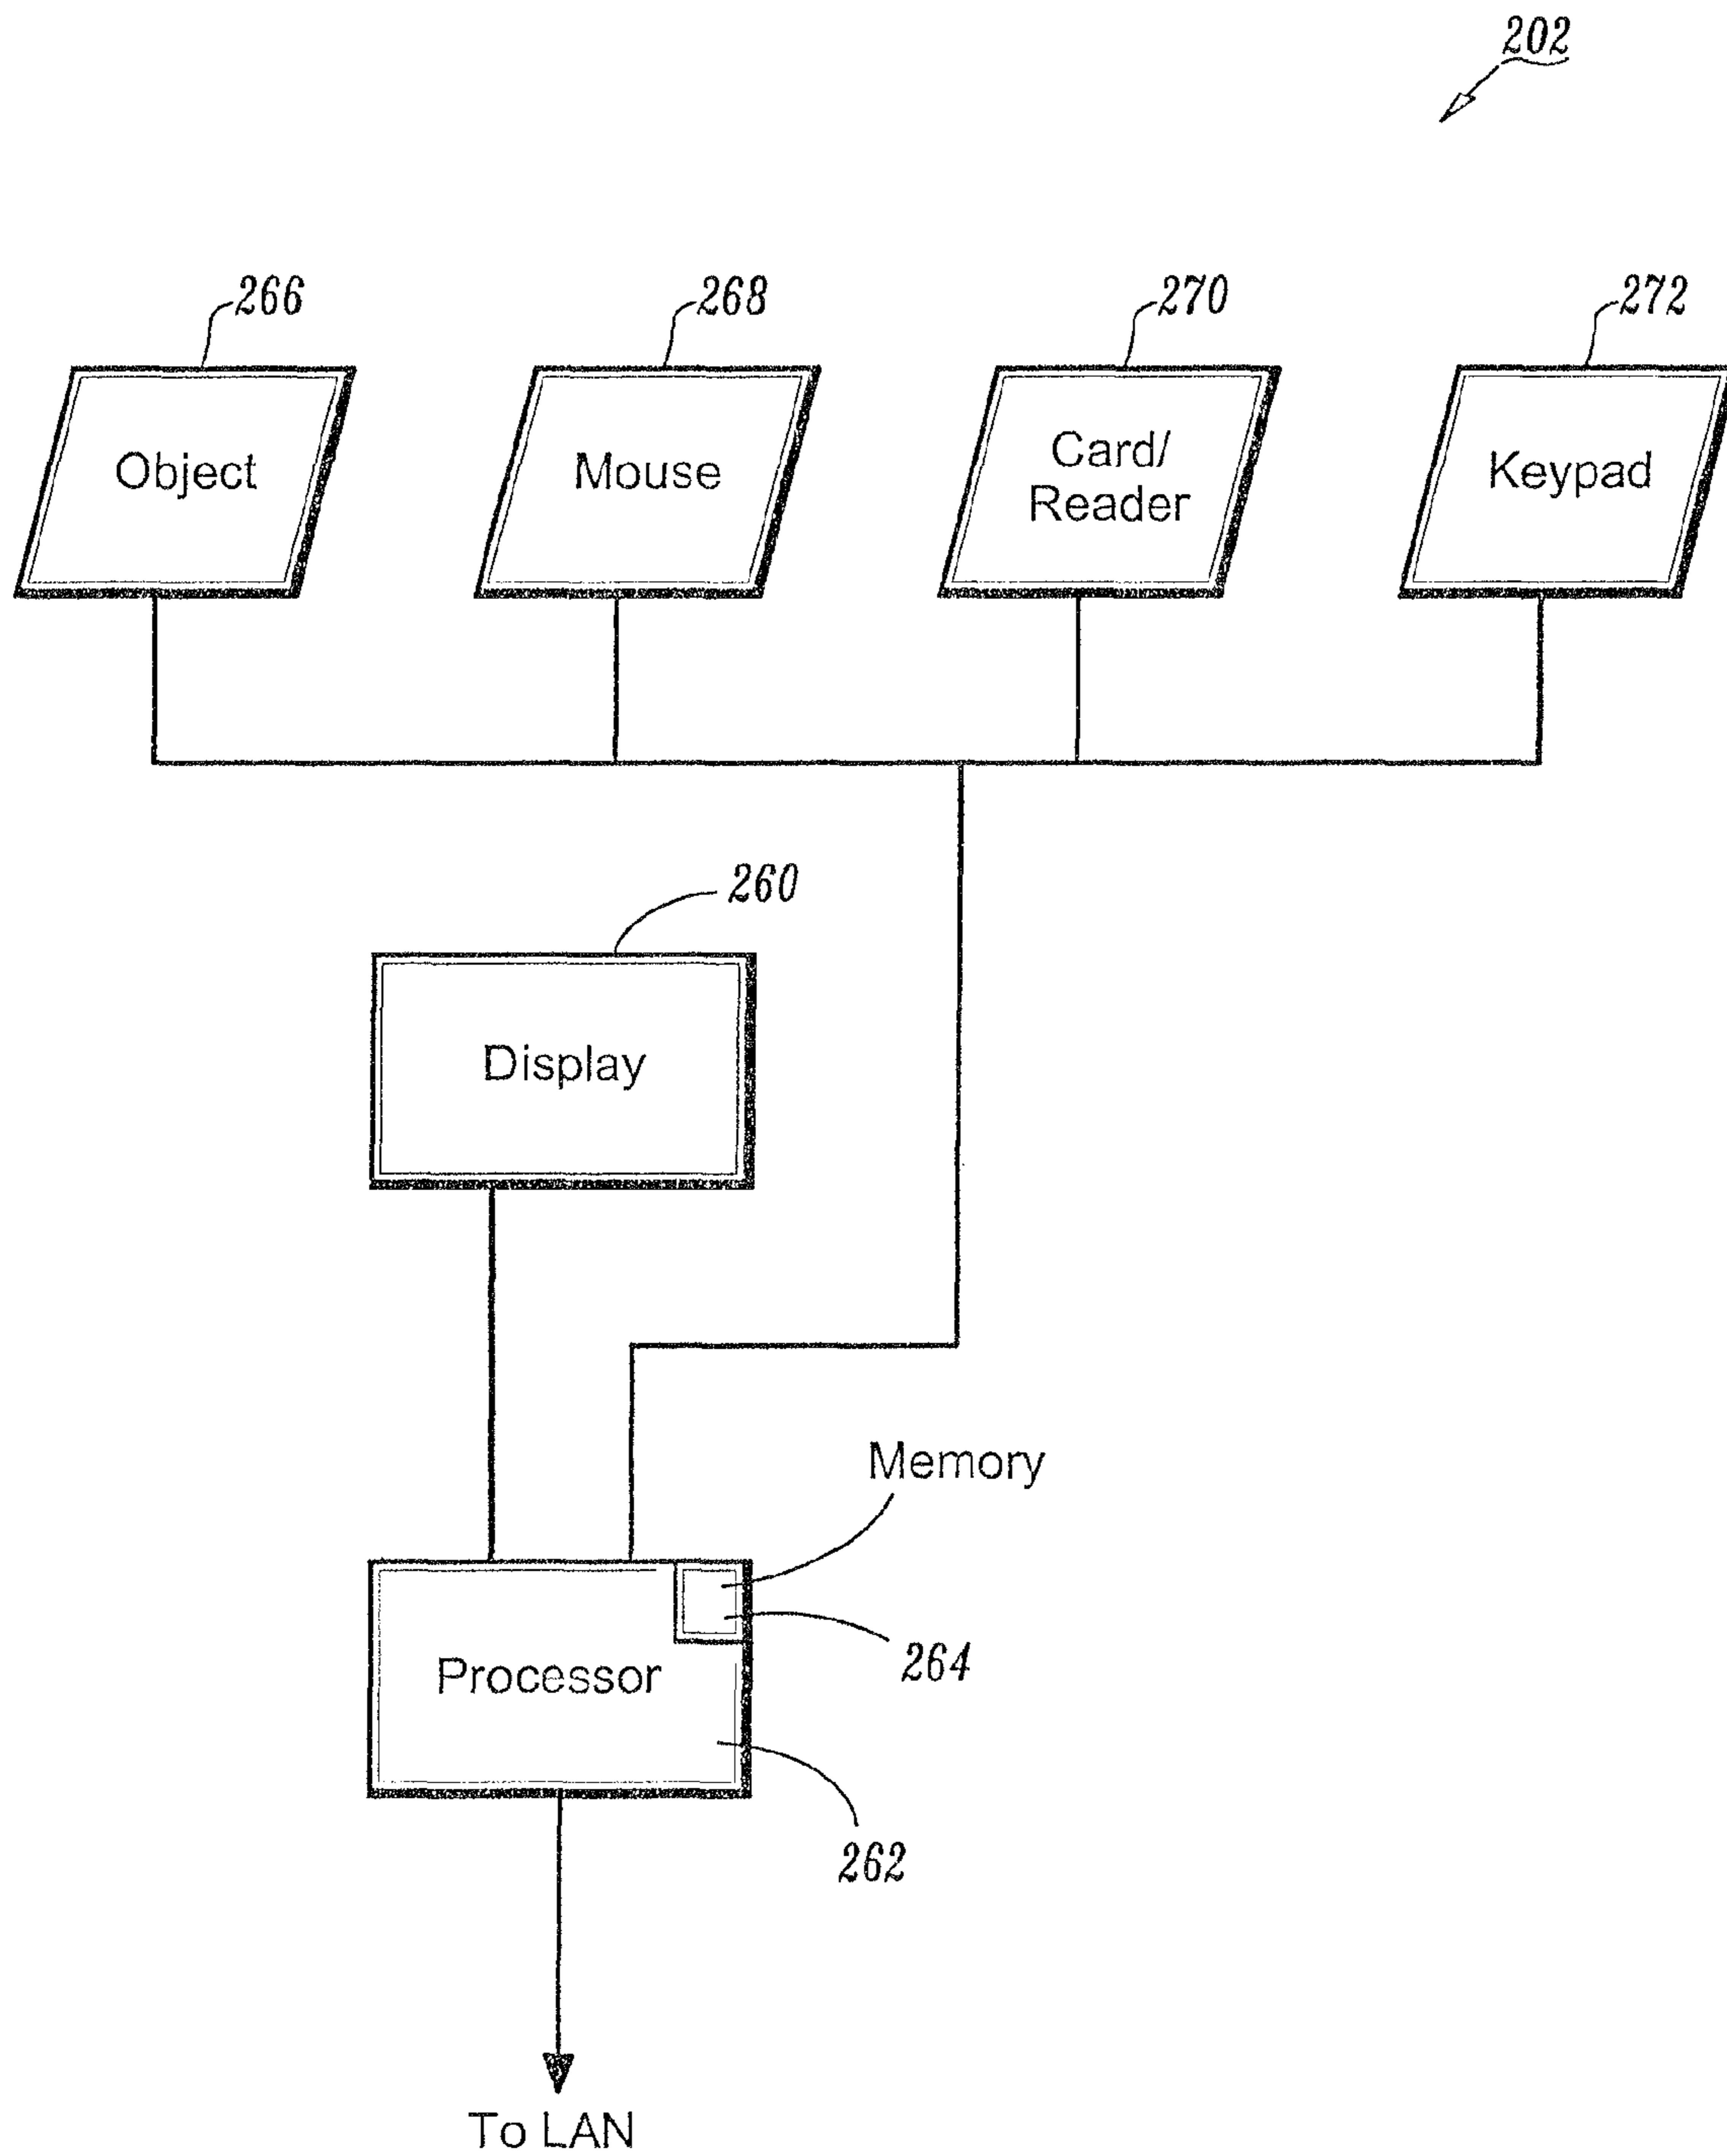 202
266
268
270
272
Object
Mouse
Card/
Reader
Keypad
260
Display
Memory
264
Processor
262
To LAN